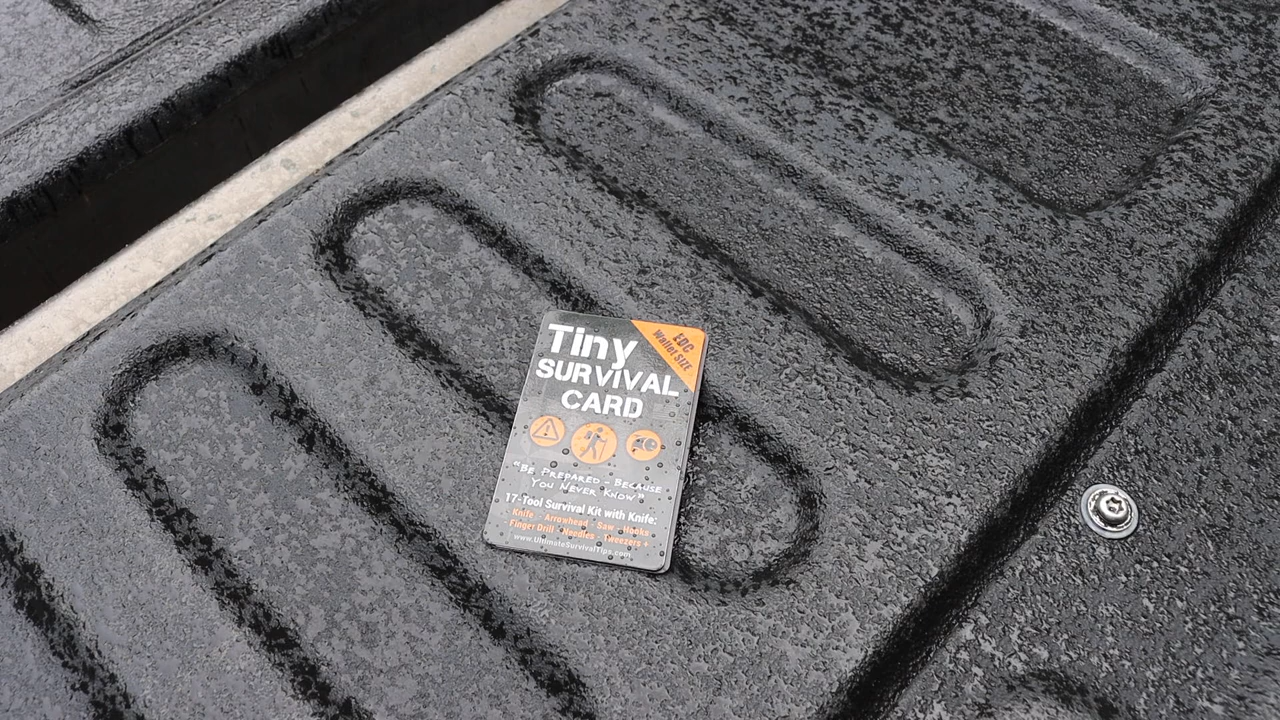 Tiny
SURVIVAL
CARD
EDC
Wallet SIZE
"BE PREPARED - BECAUSE
YOU NEVER KNOW"
17-Tool Survival Kit with Knife:
Knife - Arrowhead - Saw - Hooks
Finger Drill - Needles - Tweezers +
www.UltimateSurvivalTips.com